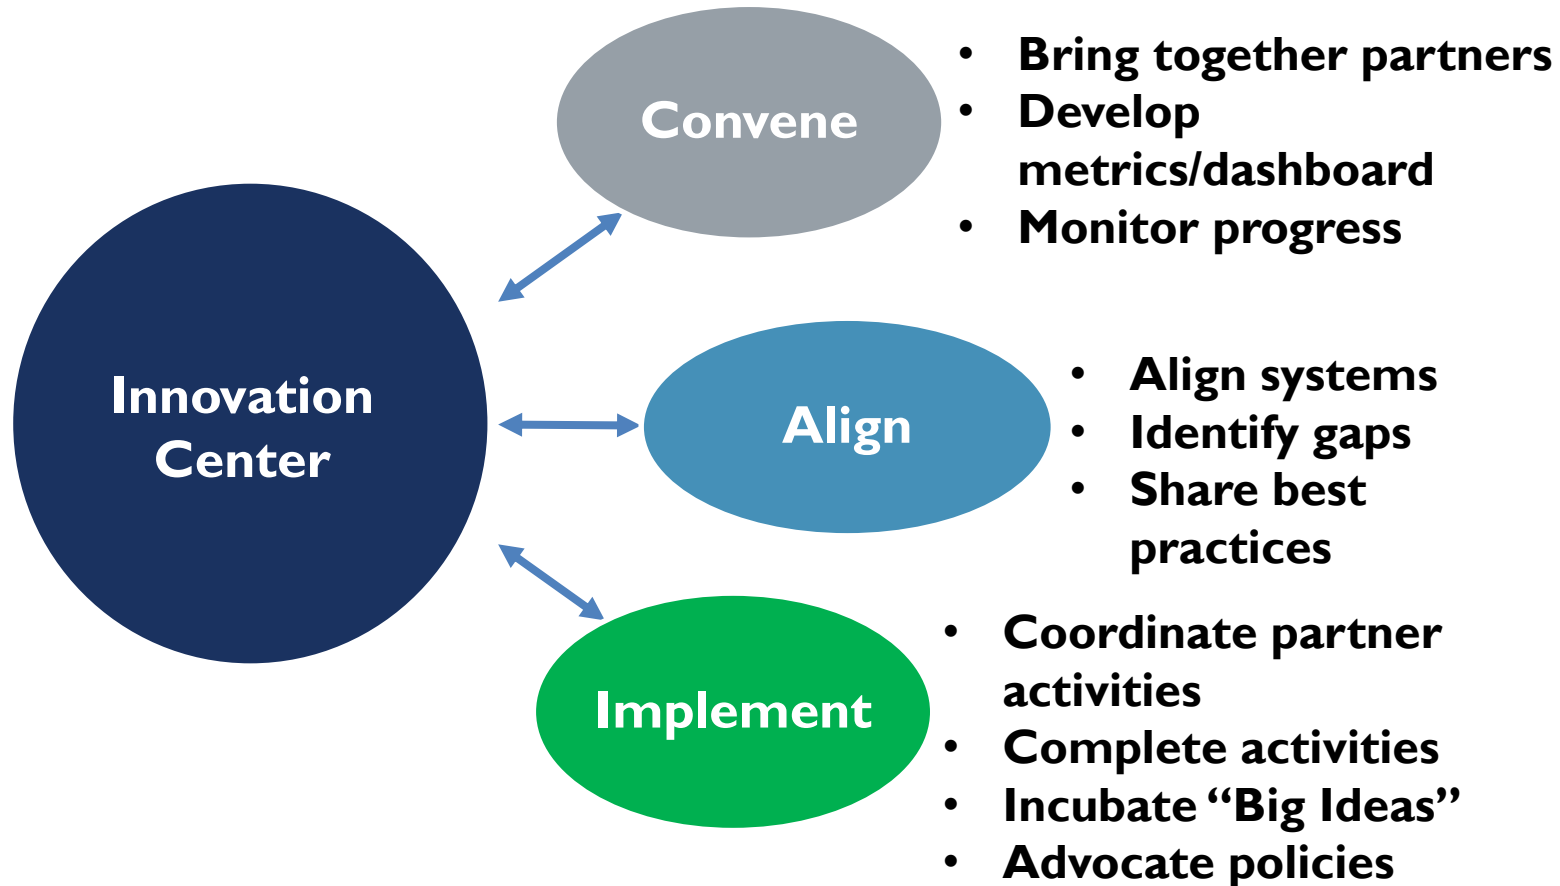 Innovation
Center
Convene
• Bring together partners
• Develop
metrics/dashboard
• Monitor progress
Align
• Align systems
• Identify gaps
• Share best
practices
Implement
• Coordinate partner
activities
• Complete activities
• Incubate “Big Ideas”
• Advocate policies